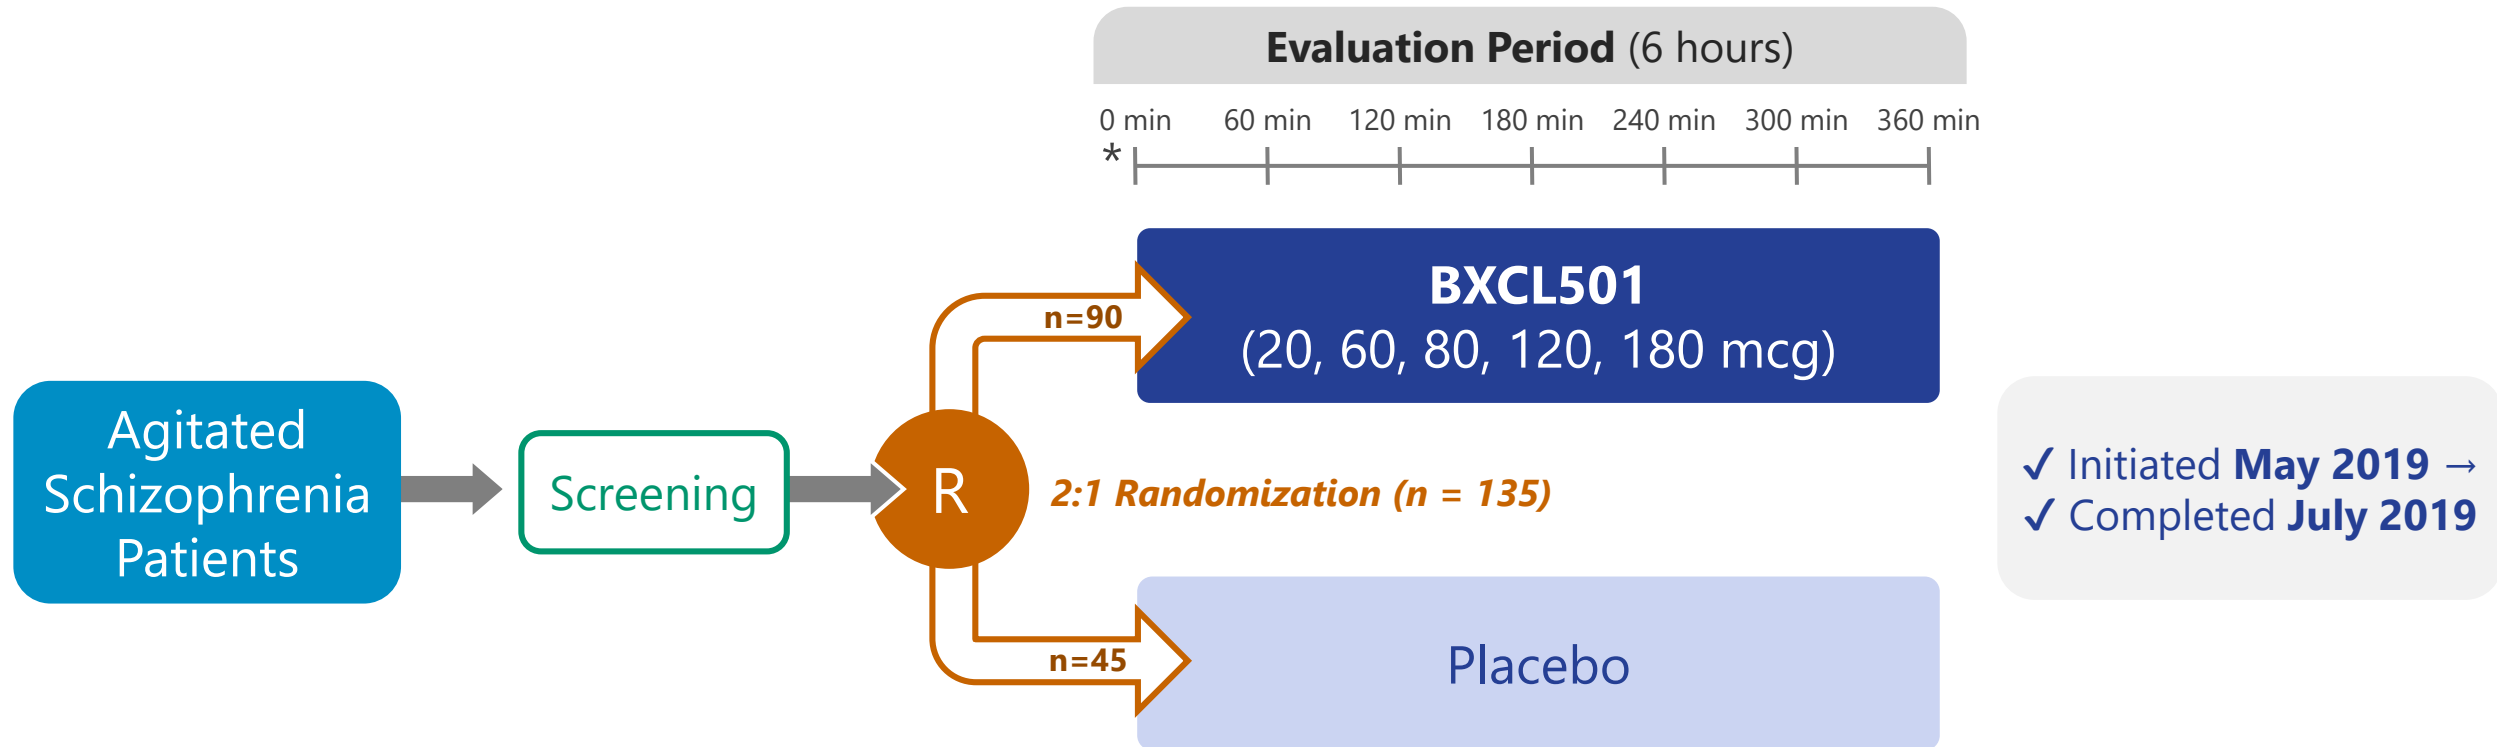 Evaluation Period (6 hours)
0 min 60 min 120 min 180 min 240 min 300 min 360 min
*
BXCL501
(20, 60, 80, 120, 180 mcg)
n=90
Agitated
Schizophrenia
Patients
Screening
R
2:1 Randomization (n = 135)
n=45
Placebo
✓ Initiated May 2019 →
✓ Completed July 2019